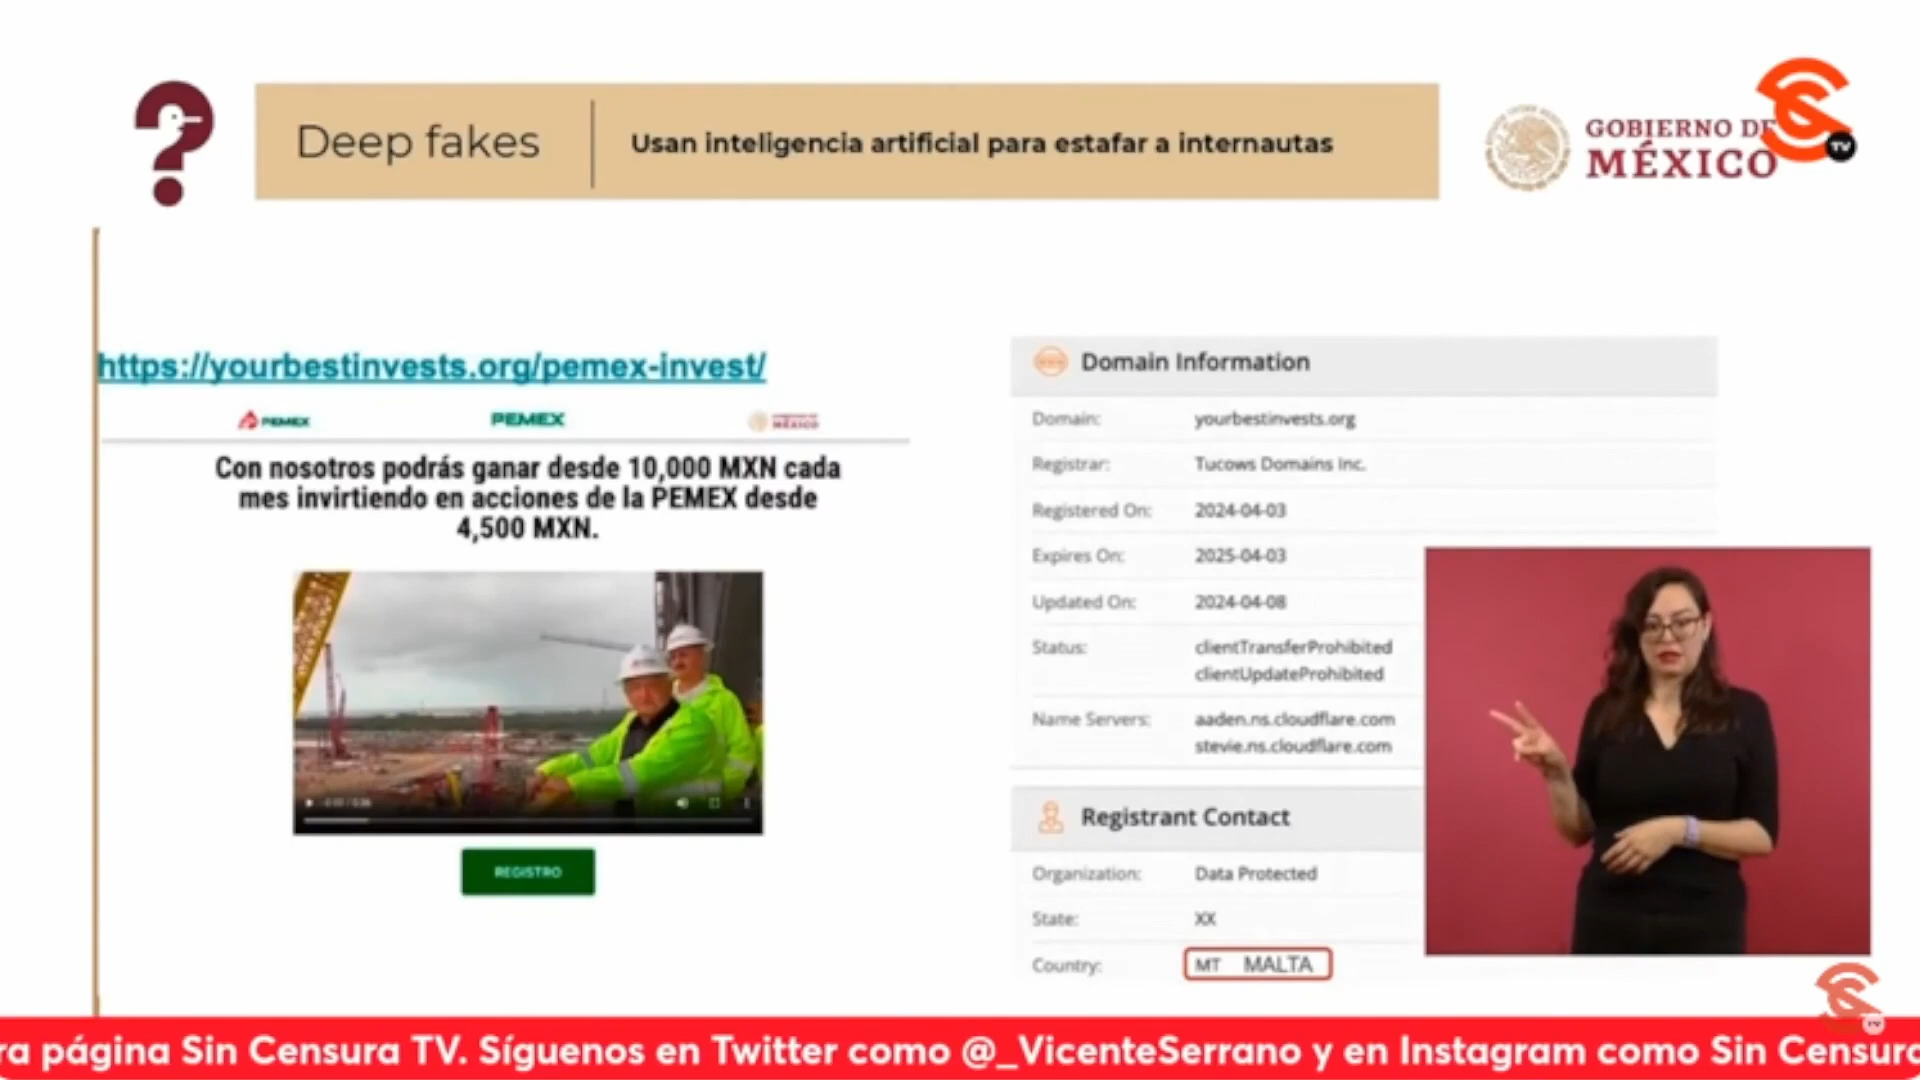 Deep fakes
Usan inteligencia artificial para estafar a internautas
GOBIERNO DE
MÉXICO
TV
https://yourbestinvests.org/pemex-invest/
PEMEX
PEMEX
MÉXICO
Con nosotros podrás ganar desde 10,000 MXN cada
mes invirtiendo en acciones de la PEMEX desde
4,500 MXN.
REGISTRO
Domain Information
Domain: yourbestinvests.org
Registrar: Tucows Domains Inc.
Registered On: 2024-04-03
Expires On: 2025-04-03
Updated On: 2024-04-08
Status: clientTransferProhibited
clientUpdateProhibited
Name Servers: aaden.ns.cloudflare.com
stevie.ns.cloudflare.com
Registrant Contact
Organization: Data Protected
State: XX
Country: MT MALTA
TV
ra página Sin Censura TV. Síguenos en Twitter como @_VicenteSerrano y en Instagram como Sin Censura